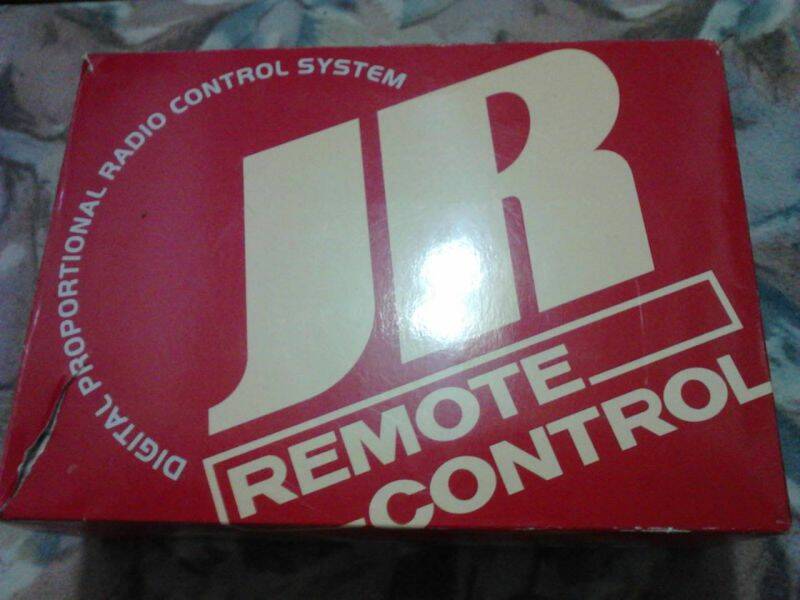 DIGITAL PROPORTIONAL RADIO CONTROL SYSTEM
JR
REMOTE
CONTROL